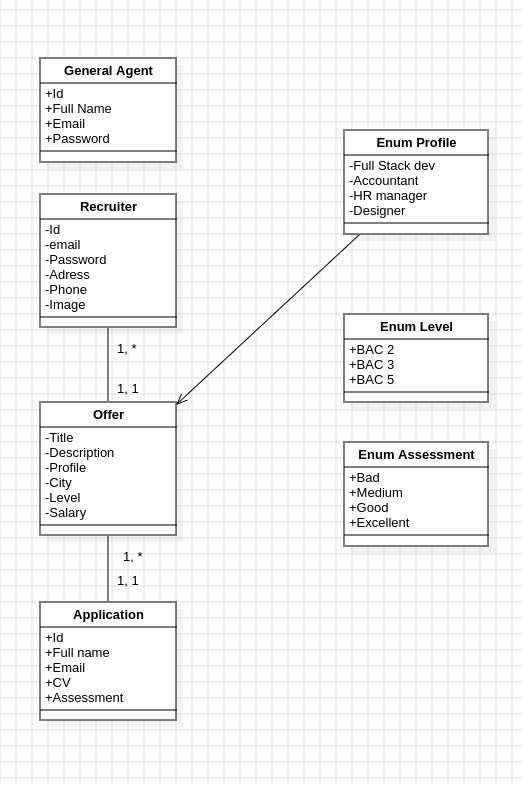 General Agent
+Id
+Full Name
+Email
+Password
Recruiter
-Id
-email
-Password
-Adress
-Phone
-Image
1, *
1, 1
Offer
-Title
-Description
-Profile
-City
-Level
-Salary
1, *
1, 1
Application
+Id
+Full name
+Email
+CV
+Assessment
Enum Profile
-Full Stack dev
-Accountant
-HR manager
-Designer
Enum Level
+BAC 2
+BAC 3
+BAC 5
Enum Assessment
+Bad
+Medium
+Good
+Excellent